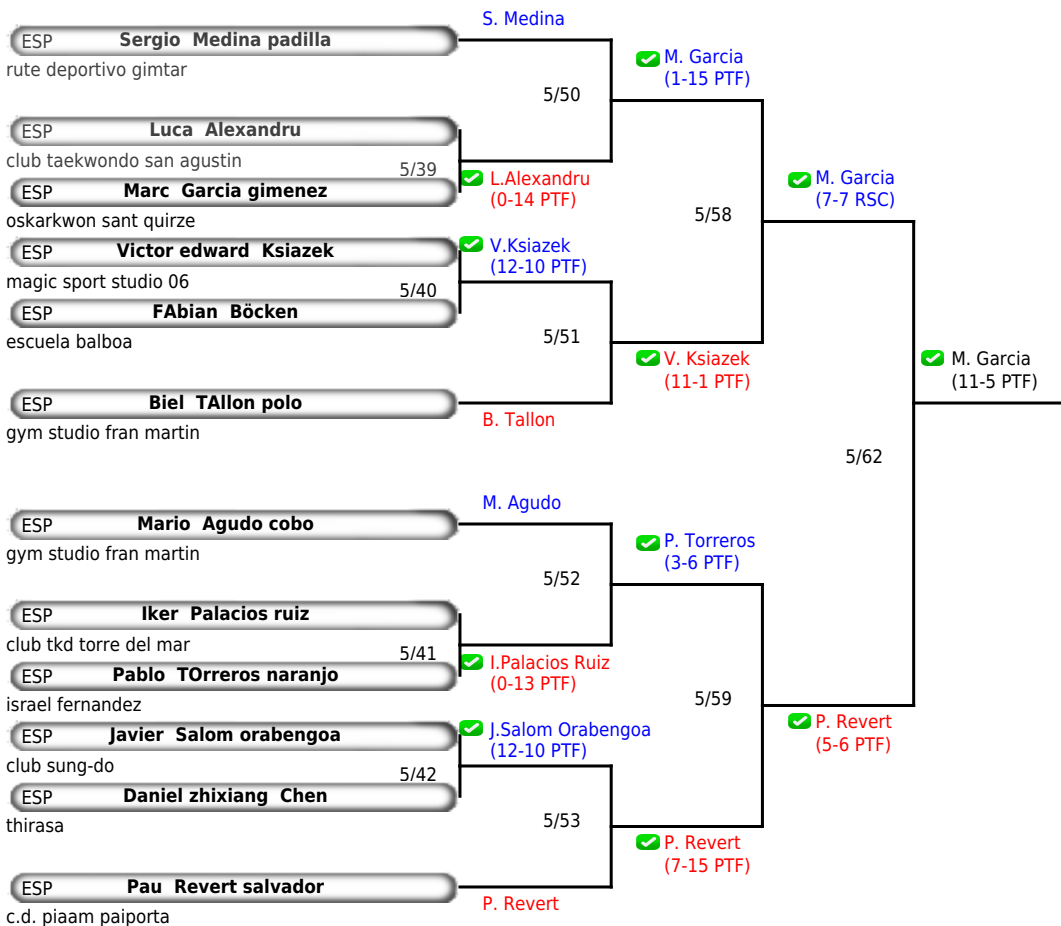 S. Medina
ESP Sergio Medina padilla
rute deportivo gimtar
M. Garcia
(1-15 PTF)
5/50
ESP Luca Alexandru
club taekwondo san agustin
5/39
ESP Marc Garcia gimenez
L.Alexandru
(0-14 PTF)
oskarkwon sant quirze
M. Garcia
(7-7 RSC)
5/58
ESP Victor edward Ksiazek
V.Ksiazek
(12-10 PTF)
magic sport studio 06
5/40
ESP FAbian Böcken
escuela balboa
5/51
V. Ksiazek
(11-1 PTF)
M. Garcia
(11-5 PTF)
ESP Biel TAllon polo
B. Tallon
gym studio fran martin
5/62
M. Agudo
ESP Mario Agudo cobo
gym studio fran martin
P. Torreros
(3-6 PTF)
5/52
ESP Iker Palacios ruiz
club tkd torre del mar
5/41
ESP Pablo TOrreros naranjo
I.Palacios Ruiz
(0-13 PTF)
israel fernandez
5/59
P. Revert
(5-6 PTF)
ESP Javier Salom orabengoa
J.Salom Orabengoa
(12-10 PTF)
club sung-do
5/42
ESP Daniel zhixiang Chen
thirasa
5/53
P. Revert
(7-15 PTF)
ESP Pau Revert salvador
P. Revert
c.d. piaam paiporta